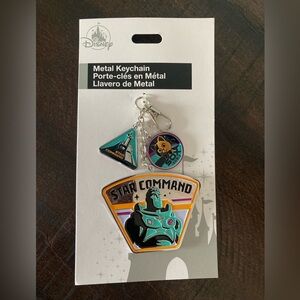 Disney
Metal Keychain
Porte-clés en Métal
Llavero de Metal
STAR COMMAND